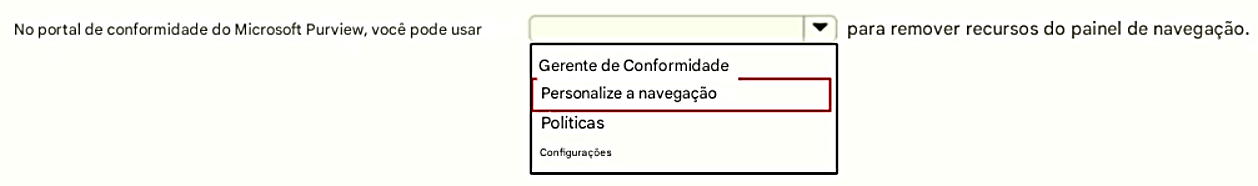 No portal de conformidade do Microsoft Purview, você pode usar para remover recursos do painel de navegação.
Gerente de Conformidade
Personalize a navegação
Políticas
Configurações